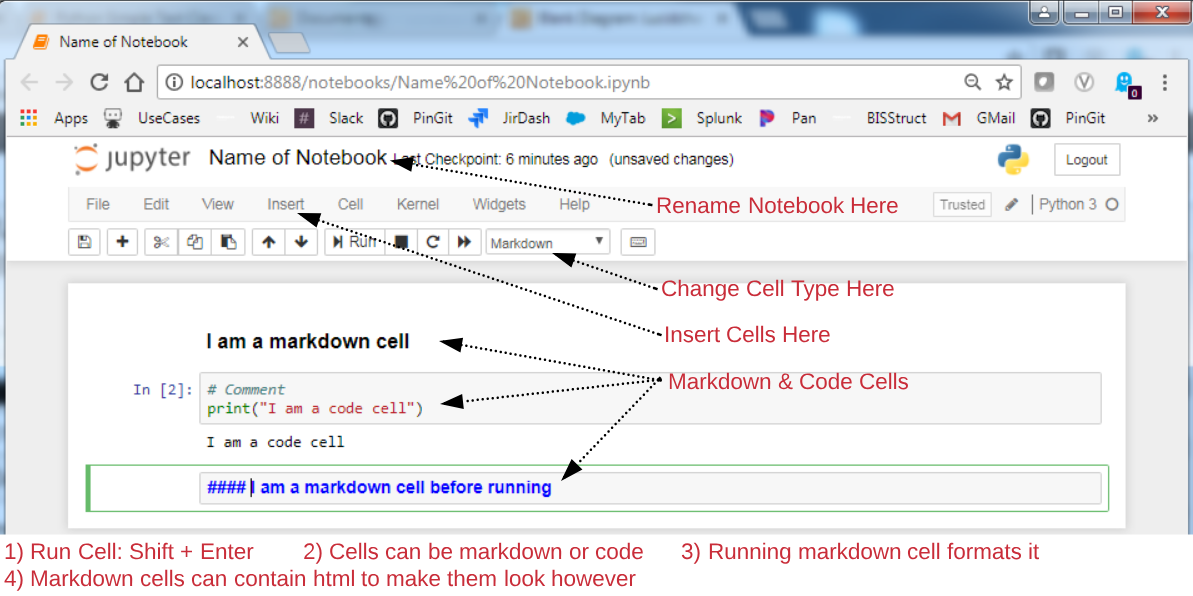 Name of Notebook
localhost:8888/notebooks/Name%20of%20Notebook.ipynb
0
Apps UseCases Wiki # Slack PinGit JirDash MyTab > Splunk Pan BISStruct GMail PinGit »
jupyter Name of Notebook Last Checkpoint: 6 minutes ago (unsaved changes) Logout
File Edit View Insert Cell Kernel Widgets Help Rename Notebook Here Trusted Python 3
Run Markdown
Change Cell Type Here
Insert Cells Here
I am a markdown cell
Markdown & Code Cells
In [2]: # Comment
print("I am a code cell")
I am a code cell
#### I am a markdown cell before running
1) Run Cell: Shift + Enter 2) Cells can be markdown or code 3) Running markdown cell formats it
4) Markdown cells can contain html to make them look however